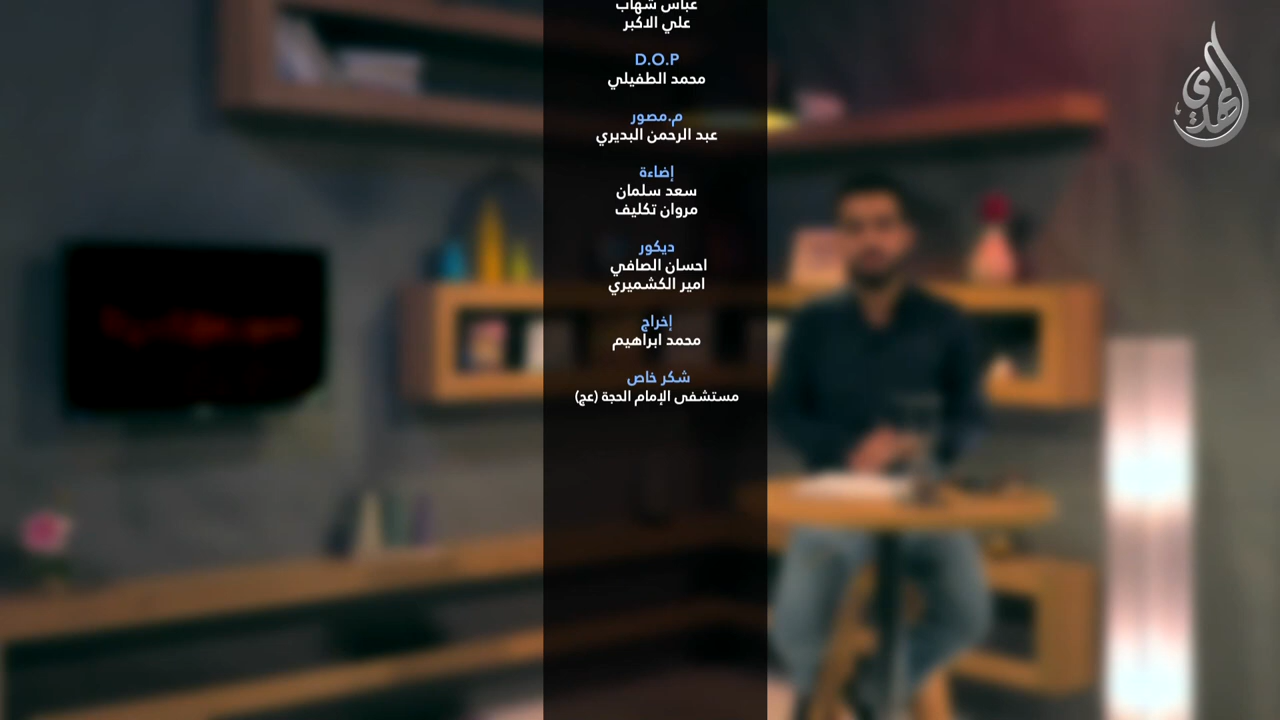 عباس شهاب
علي الاكبر
D.O.P
محمد الطفيلي
م.مصور
عبد الرحمن البديري
إضاءة
سعد سلمان
مروان تكليف
ديكور
احسان الصافي
امير الكشميري
إخراج
محمد ابراهيم
شكر خاص
مستشفى الإمام الحجة (عج)
المهدي